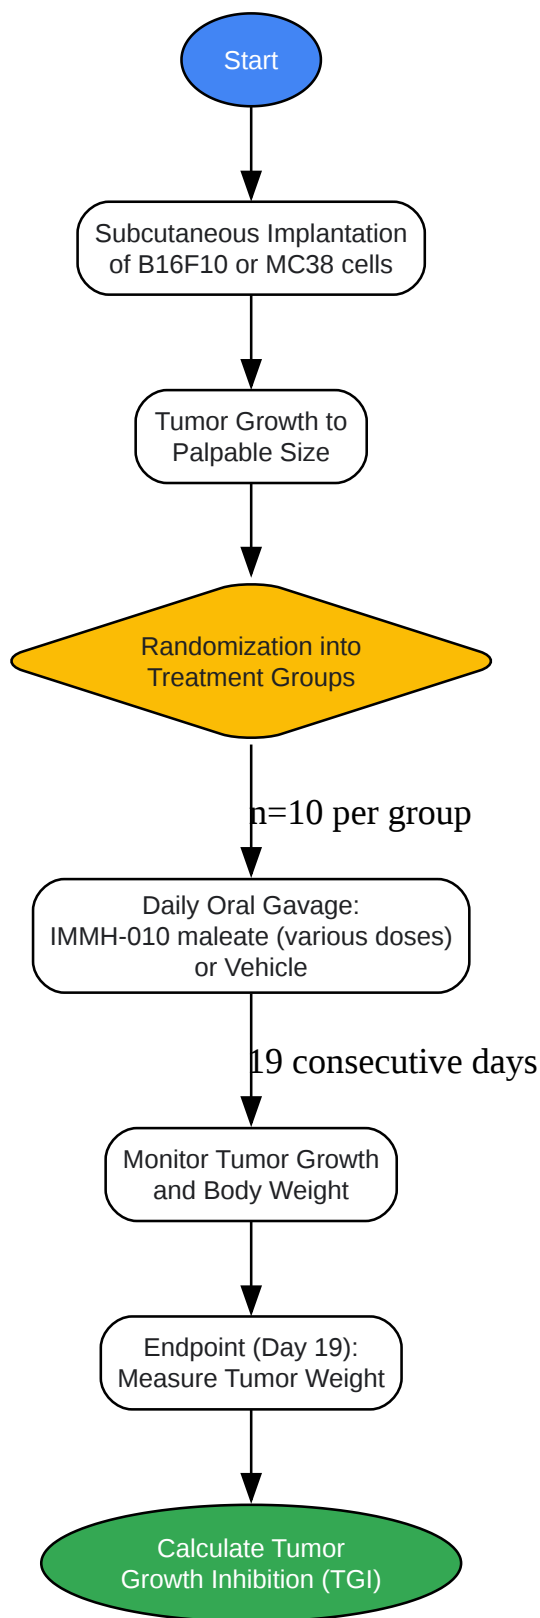 Start
Subcutaneous Implantation
of B16F10 or MC38 cells
Tumor Growth to
Palpable Size
Randomization into
Treatment Groups
n=10 per group
Daily Oral Gavage:
IMMH-010 maleate (various doses)
or Vehicle
19 consecutive days
Monitor Tumor Growth
and Body Weight
Endpoint (Day 19):
Measure Tumor Weight
Calculate Tumor
Growth Inhibition (TGI)